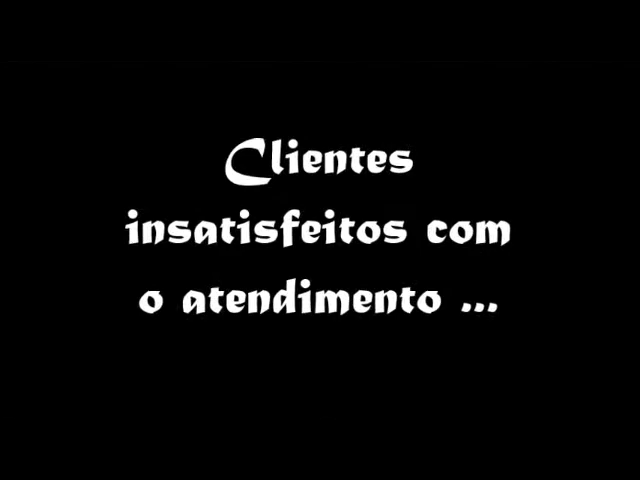 Clientes
insatisfeitos com
o atendimento ...